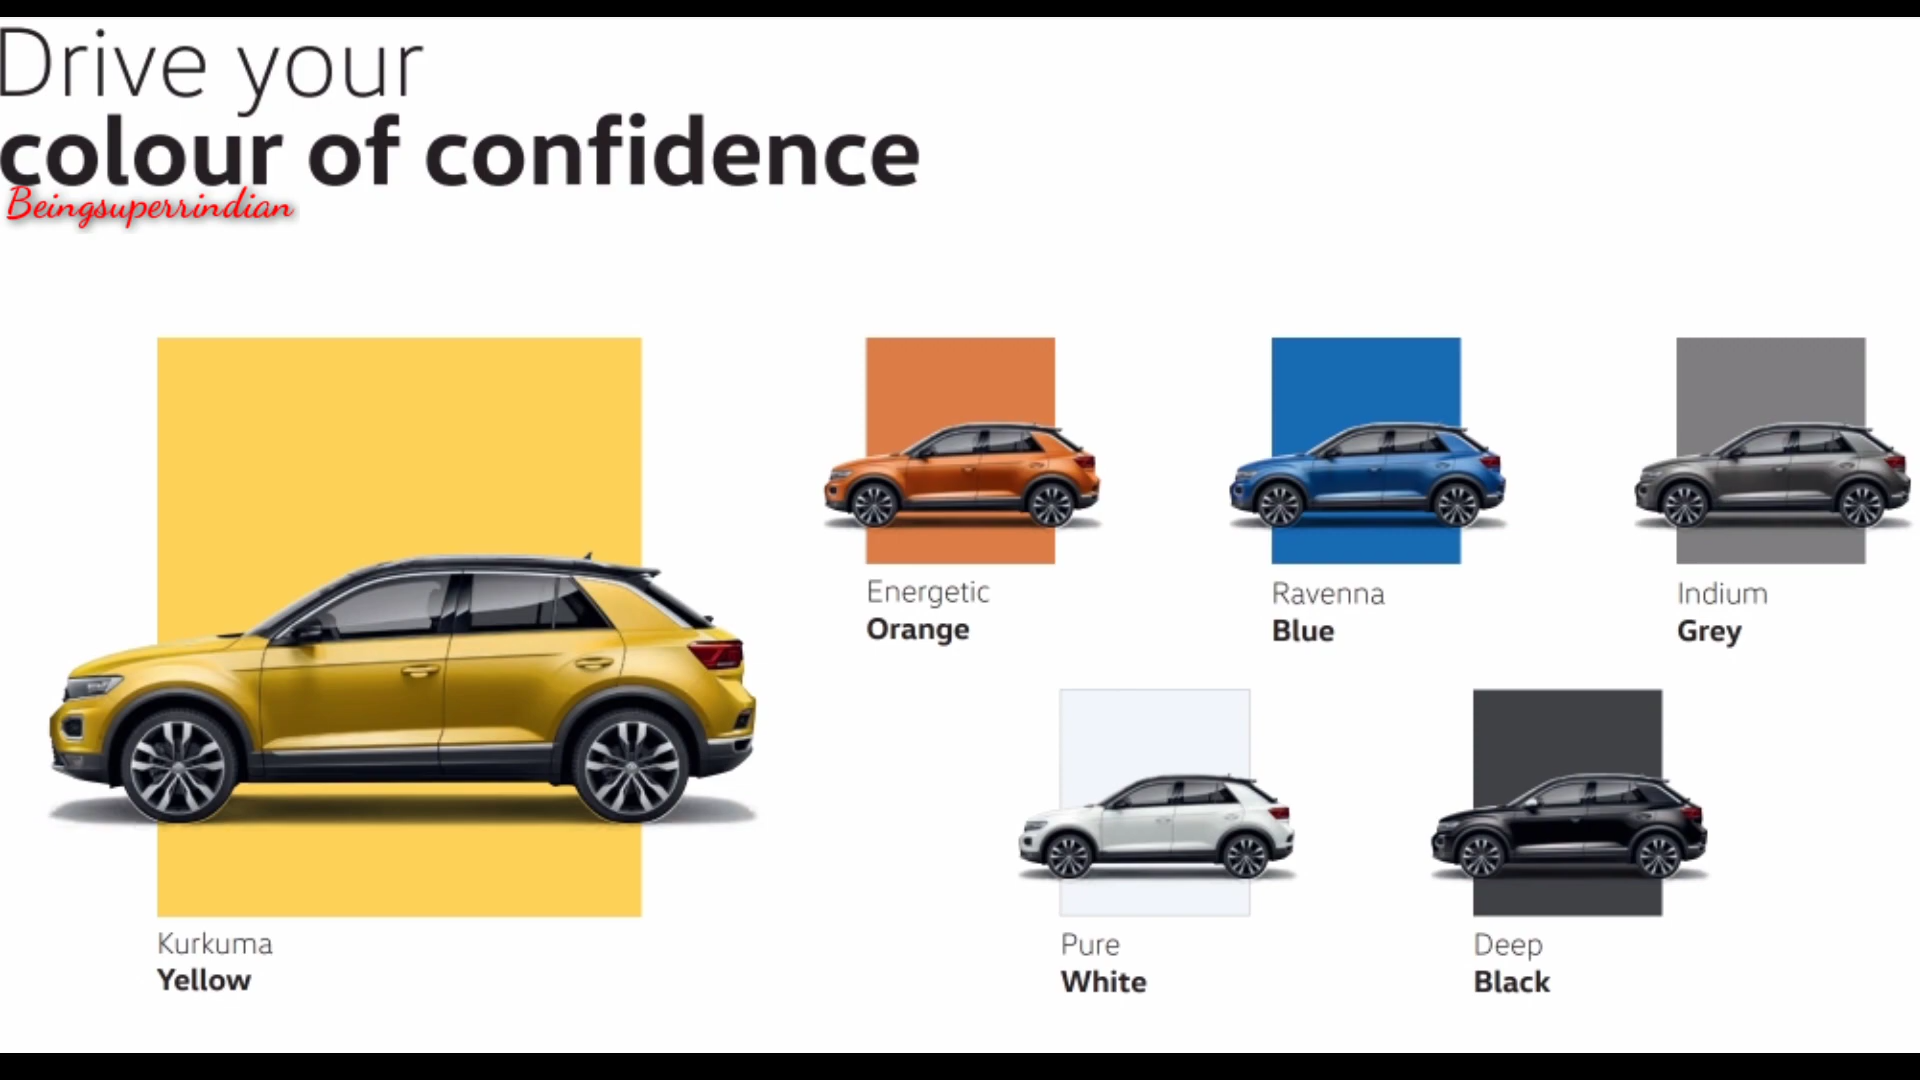 Drive your
colour of confidence
Beingsuperrindian
Energetic
Orange
Ravenna
Blue
Indium
Grey
Kurkuma
Yellow
Pure
White
Deep
Black